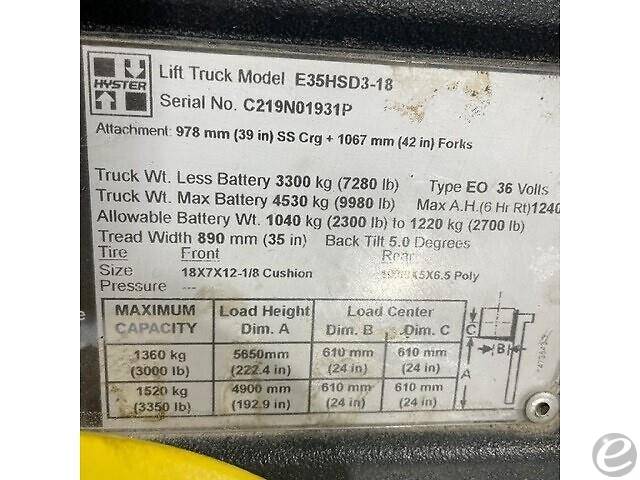 HYSTER
Lift Truck Model E35HSD3-18
Serial No. C219N01931P
Attachment: 978 mm (39 in) SS Crg + 1067 mm (42 in) Forks
Truck Wt. Less Battery 3300 kg (7280 lb) Type EO 36 Volts
Truck Wt. Max Battery 4530 kg (9980 lb) Max A.H.(6 Hr Rt)1240
Allowable Battery Wt. 1040 kg (2300 lb) to 1220 kg (2700 lb)
Tread Width 890 mm (35 in) Back Tilt 5.0 Degrees
Tire Front Rear
Size 18X7X12-1/8 Cushion X6.5 Poly
Pressure ---
MAXIMUM CAPACITY Load Height Dim. A Load Center Dim. B Dim. C
1360 kg (3000 lb) 5650mm (222.4 in) 610 mm (24 in) 610 mm (24 in)
1520 kg (3350 lb) 4900 mm (192.9 in) 610 mm (24 in) 610 mm (24 in)
C
B
A
e
elite